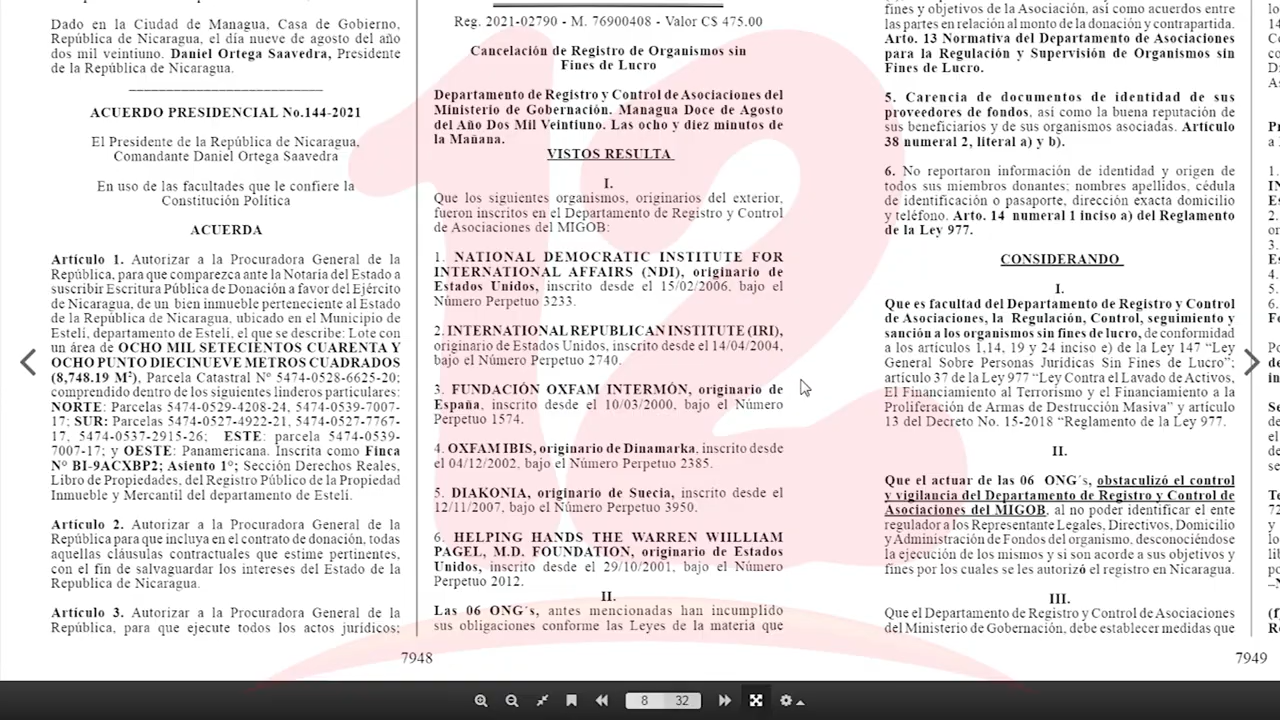 Dado en la Ciudad de Managua, Casa de Gobierno,
República de Nicaragua, el día nueve de agosto del año
dos mil veintiuno. Daniel Ortega Saavedra, Presidente
de la República de Nicaragua.
ACUERDO PRESIDENCIAL No.144-2021
El Presidente de la República de Nicaragua,
Comandante Daniel Ortega Saavedra
En uso de las facultades que le confiere la
Constitución Política
ACUERDA
Artículo 1. Autorizar a la Procuradora General de la
República, para que comparezca ante la Notaría del Estado a
suscribir Escritura Pública de Donación a favor del Ejército
de Nicaragua, de un bien inmueble perteneciente al Estado
de la República de Nicaragua, ubicado en el Municipio de
Estelí, departamento de Estelí, el que se describe: Lote con
un área de OCHO MIL SETECIENTOS CUARENTA Y
OCHO PUNTO DIECINUEVE METROS CUADRADOS
(8,748.19 M²), Parcela Catastral Nº 5474-0528-6625-20;
comprendido dentro de los siguientes linderos particulares:
NORTE: Parcelas 5474-0529-4208-24, 5474-0539-7007-
17; SUR: Parcelas 5474-0527-4922-21, 5474-0527-7767-
17, 5474-0537-2915-26; ESTE: parcela 5474-0539-
7007-17; y OESTE: Panamericana. Inscrita como Finca
Nº BI-9ACXBP2; Asiento 1º; Sección Derechos Reales,
Libro de Propiedades, del Registro Público de la Propiedad
Inmueble y Mercantil del departamento de Estelí.
Artículo 2. Autorizar a la Procuradora General de la
República para que incluya en el contrato de donación, todas
aquellas cláusulas contractuales que estime pertinentes,
con el fin de salvaguardar los intereses del Estado de la
Republica de Nicaragua.
Artículo 3. Autorizar a la Procuradora General de la
República, para que ejecute todos los actos jurídicos;
Reg. 2021-02790 - M. 76900408 - Valor C$ 475.00
Cancelación de Registro de Organismos sin
Fines de Lucro
Departamento de Registro y Control de Asociaciones del
Ministerio de Gobernación. Managua Doce de Agosto
del Año Dos Mil Veintiuno. Las ocho y diez minutos de
la Mañana.
VISTOS RESULTA
I.
Que los siguientes organismos, originarios del exterior,
fueron inscritos en el Departamento de Registro y Control
de Asociaciones del MIGOB:
1. NATIONAL DEMOCRATIC INSTITUTE FOR
INTERNATIONAL AFFAIRS (NDI), originario de
Estados Unidos, inscrito desde el 15/02/2006, bajo el
Número Perpetuo 3233.
2. INTERNATIONAL REPUBLICAN INSTITUTE (IRI),
originario de Estados Unidos, inscrito desde el 14/04/2004,
bajo el Número Perpetuo 2740.
3. FUNDACIÓN OXFAM INTERMÓN, originario de
España, inscrito desde el 10/03/2000, bajo el Número
Perpetuo 1574.
4. OXFAM IBIS, originario de Dinamarka, inscrito desde
el 04/12/2002, bajo el Número Perpetuo 2385.
5. DIAKONIA, originario de Suecia, inscrito desde el
12/11/2007, bajo el Número Perpetuo 3950.
6. HELPING HANDS THE WARREN WIILLIAM
PAGEL, M.D. FOUNDATION, originario de Estados
Unidos, inscrito desde el 29/10/2001, bajo el Número
Perpetuo 2012.
II.
Las 06 ONG´s, antes mencionadas han incumplido
sus obligaciones conforme las Leyes de la materia que
7948
fines y objetivos de la Asociación, así como acuerdos entre
las partes en relación al monto de la donación y contrapartida.
Arto. 13 Normativa del Departamento de Asociaciones
para la Regulación y Supervisión de Organismos sin
Fines de Lucro.
5. Carencia de documentos de identidad de sus
proveedores de fondos, así como la buena reputación de
sus beneficiarios y de sus organismos asociadas. Artículo
38 numeral 2, literal a) y b).
6. No reportaron información de identidad y origen de
todos sus miembros donantes; nombres apellidos, cédula
de identificación o pasaporte, dirección exacta domicilio
y teléfono. Arto. 14 numeral 1 inciso a) del Reglamento
de la Ley 977.
CONSIDERANDO
I.
Que es facultad del Departamento de Registro y Control
de Asociaciones, la Regulación, Control, seguimiento y
sanción a los organismos sin fines de lucro, de conformidad
a los artículos 1,14, 19 y 24 inciso e) de la Ley 147 “Ley
General Sobre Personas Jurídicas Sin Fines de Lucro”;
artículo 37 de la Ley 977 “Ley Contra el Lavado de Activos,
El Financiamiento al Terrorismo y el Financiamiento a la
Proliferación de Armas de Destrucción Masiva” y artículo
13 del Decreto No. 15-2018 “Reglamento de la Ley 977.
II.
Que el actuar de las 06 ONG´s, obstaculizó el control
y vigilancia del Departamento de Registro y Control de
Asociaciones del MIGOB, al no poder identificar el ente
regulador a los Representante Legales, Directivos, Domicilio
y Administración de Fondos del organismo, desconociéndose
la ejecución de los mismos y si son acorde a sus objetivos y
fines por los cuales se les autorizó el registro en Nicaragua.
III.
Que el Departamento de Registro y Control de Asociaciones
del Ministerio de Gobernación, debe establecer medidas que
7949
12
8 32